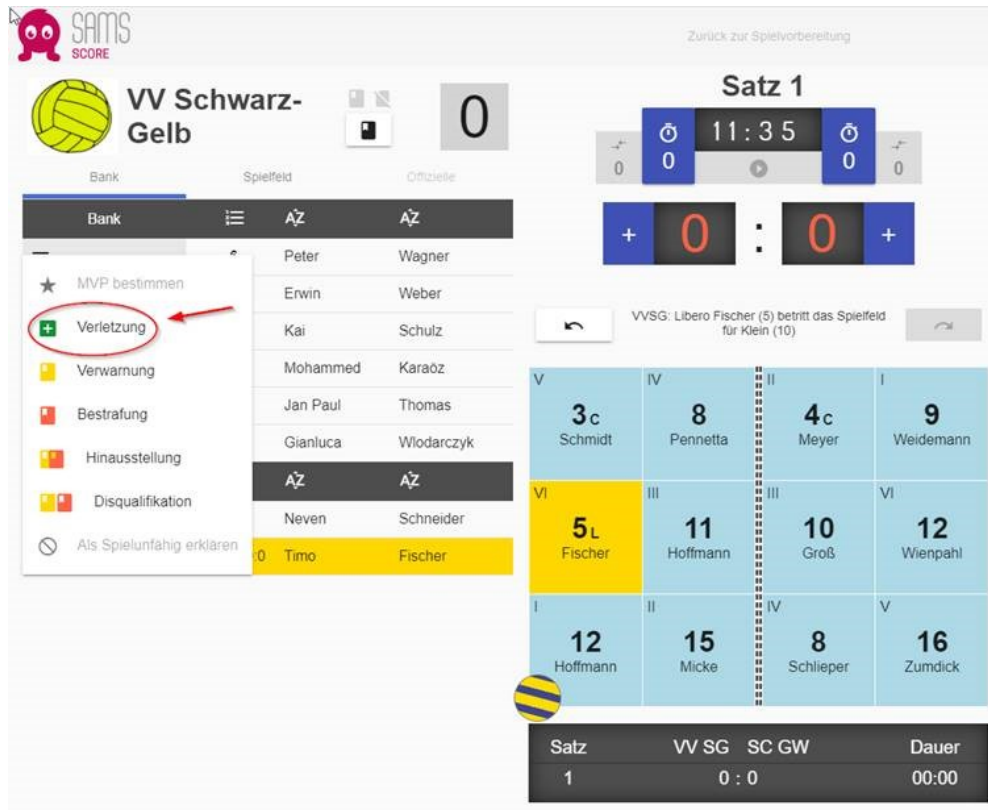 SAMS
SCORE
Zurück zur Spielvorbereitung
VV Schwarz-
Gelb
0
Bank
Spielfeld
Offizielle
Bank
AZ
AZ
Peter
Wagner
MVP bestimmen
Erwin
Weber
Verletzung
Kai
Schulz
Verwarnung
Mohammed
Karaöz
Bestrafung
Jan Paul
Thomas
Gianluca
Wlodarczyk
Hinausstellung
AZ
AZ
Disqualifikation
Neven
Schneider
Als Spielunfähig erklären
:0
Timo
Fischer
Satz 1
0
0
11:35
0
0
+
0 : 0
+
VVSG: Libero Fischer (5) betritt das Spielfeld
für Klein (10)
V
3 C
Schmidt
IV
8
Pennetta
II
4 C
Meyer
I
9
Weidemann
VI
5 L
Fischer
III
11
Hoffmann
III
10
Groß
VI
12
Wienpahl
I
12
Hoffmann
II
15
Micke
IV
8
Schlieper
V
16
Zumdick
Satz VV SG SC GW Dauer
1 0 : 0 00:00